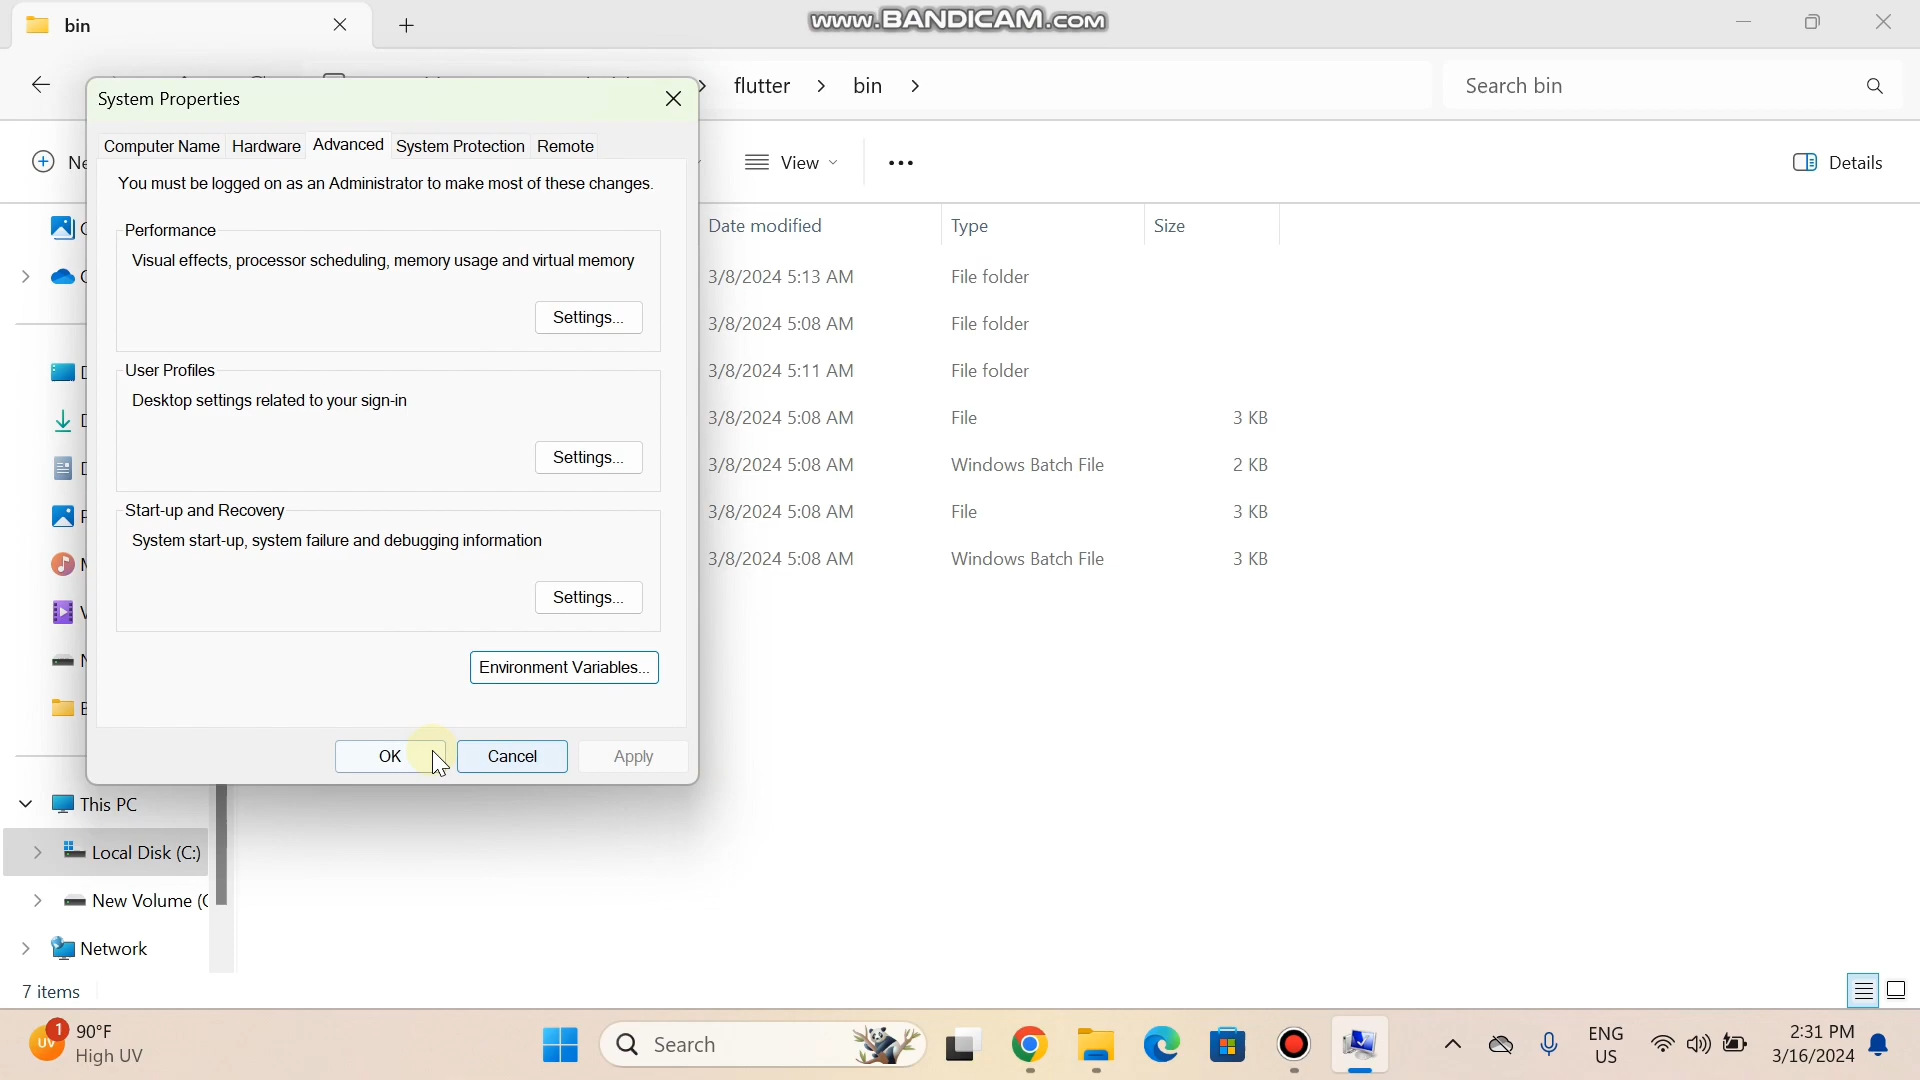 bin
www.BANDICAM.COM
flutter
bin
Search bin
System Properties
Computer Name
Hardware
Advanced
System Protection
Remote
View
Details
You must be logged on as an Administrator to make most of these changes.
Performance
Visual effects, processor scheduling, memory usage and virtual memory
Settings...
User Profiles
Desktop settings related to your sign-in
Settings...
Start-up and Recovery
System start-up, system failure and debugging information
Settings...
Environment Variables...
OK
Cancel
Apply
Date modified Type Size
3/8/2024 5:13 AM File folder
3/8/2024 5:08 AM File folder
3/8/2024 5:11 AM File folder
3/8/2024 5:08 AM File 3 KB
3/8/2024 5:08 AM Windows Batch File 2 KB
3/8/2024 5:08 AM File 3 KB
3/8/2024 5:08 AM Windows Batch File 3 KB
This PC
Local Disk (C:)
New Volume
Network
7 items
1
UV
90°F
High UV
Search
ENG
US
2:31 PM
3/16/2024